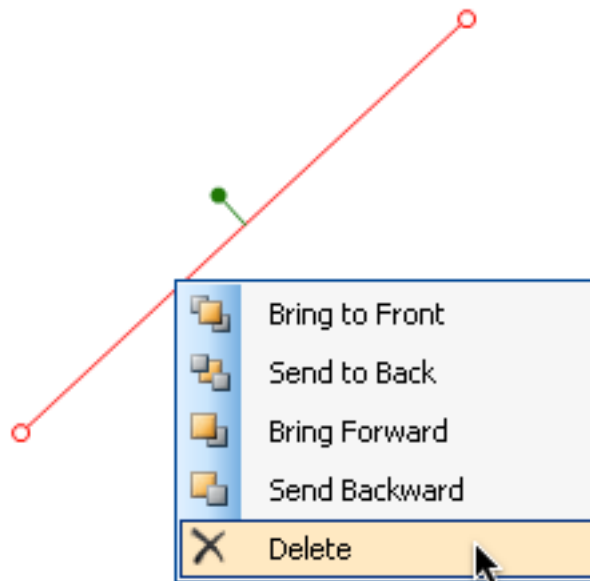 Bring to Front
Send to Back
Bring Forward
Send Backward
Delete